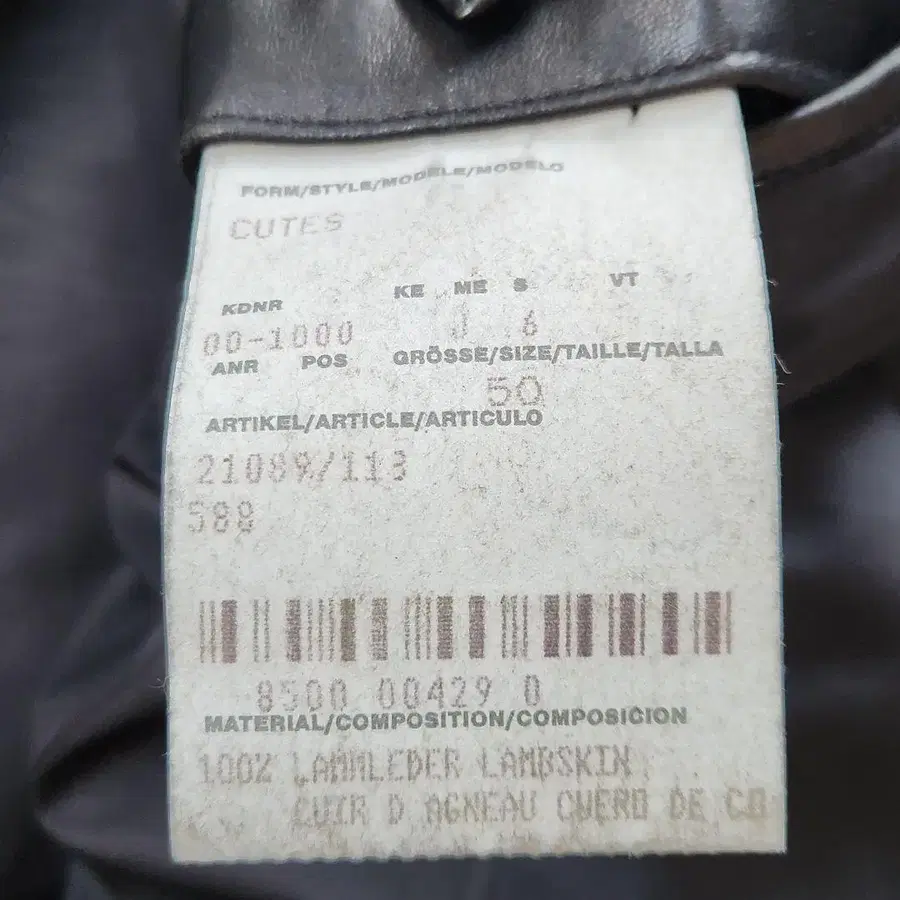 FORM/STYLE/MODELE/MODELO
CUTES
KE ME S VT
KDNR
00-1000 J 6
ANR POS GRÖSSE/SIZE/TAILLE/TALLA
50
ARTIKEL/ARTICLE/ARTICULO
21089/113
588
8500 00429 0
MATERIAL/COMPOSITION/COMPOSICION
100% LAMMLEDER LAMBSKIN
CUIR D AGNEAU CUERO DE CO